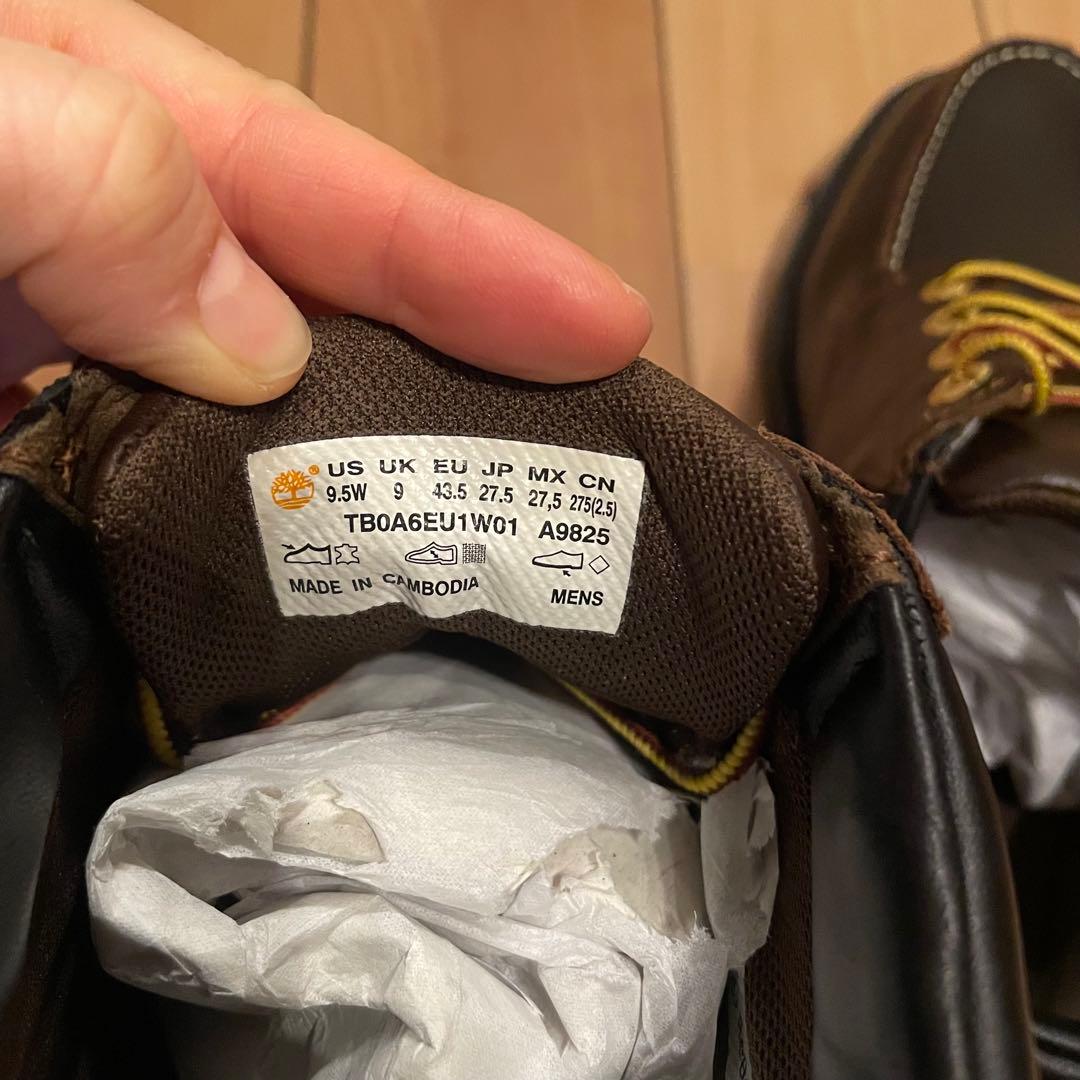 ® US UK EU JP MX CN
9.5W 9 43.5 27.5 27,5 275(2.5)
TB0A6EU1W01 A9825
MADE IN CAMBODIA MENS